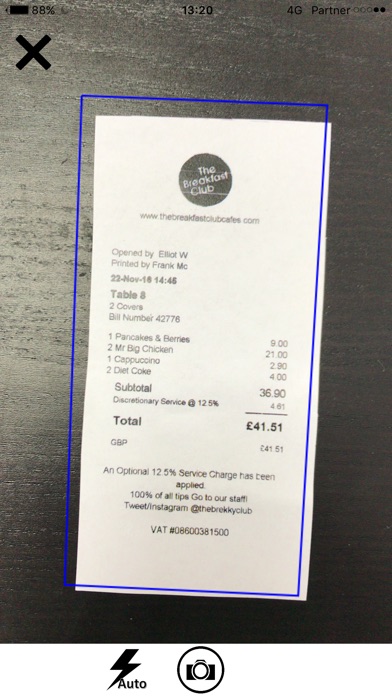 88%
13:20
4G Partner
The
Breakfast
Club
www.thebreakfastclubcafes.com
Opened by Elliot W
Printed by Frank Mc
22-Nov-16 14:45
Table 8
2 Covers
Bill Number 42776
1 Pancakes & Berries 9.00
2 Mr Big Chicken 21.00
1 Cappuccino 2.90
2 Diet Coke 4.00
Subtotal 36.90
Discretionary Service @ 12.5% 4.61
Total £41.51
GBP £41.51
An Optional 12.5% Service Charge has been
applied.
100% of all tips Go to our staff!
Tweet/Instagram @thebrekkyclub
VAT #08600381500
Auto